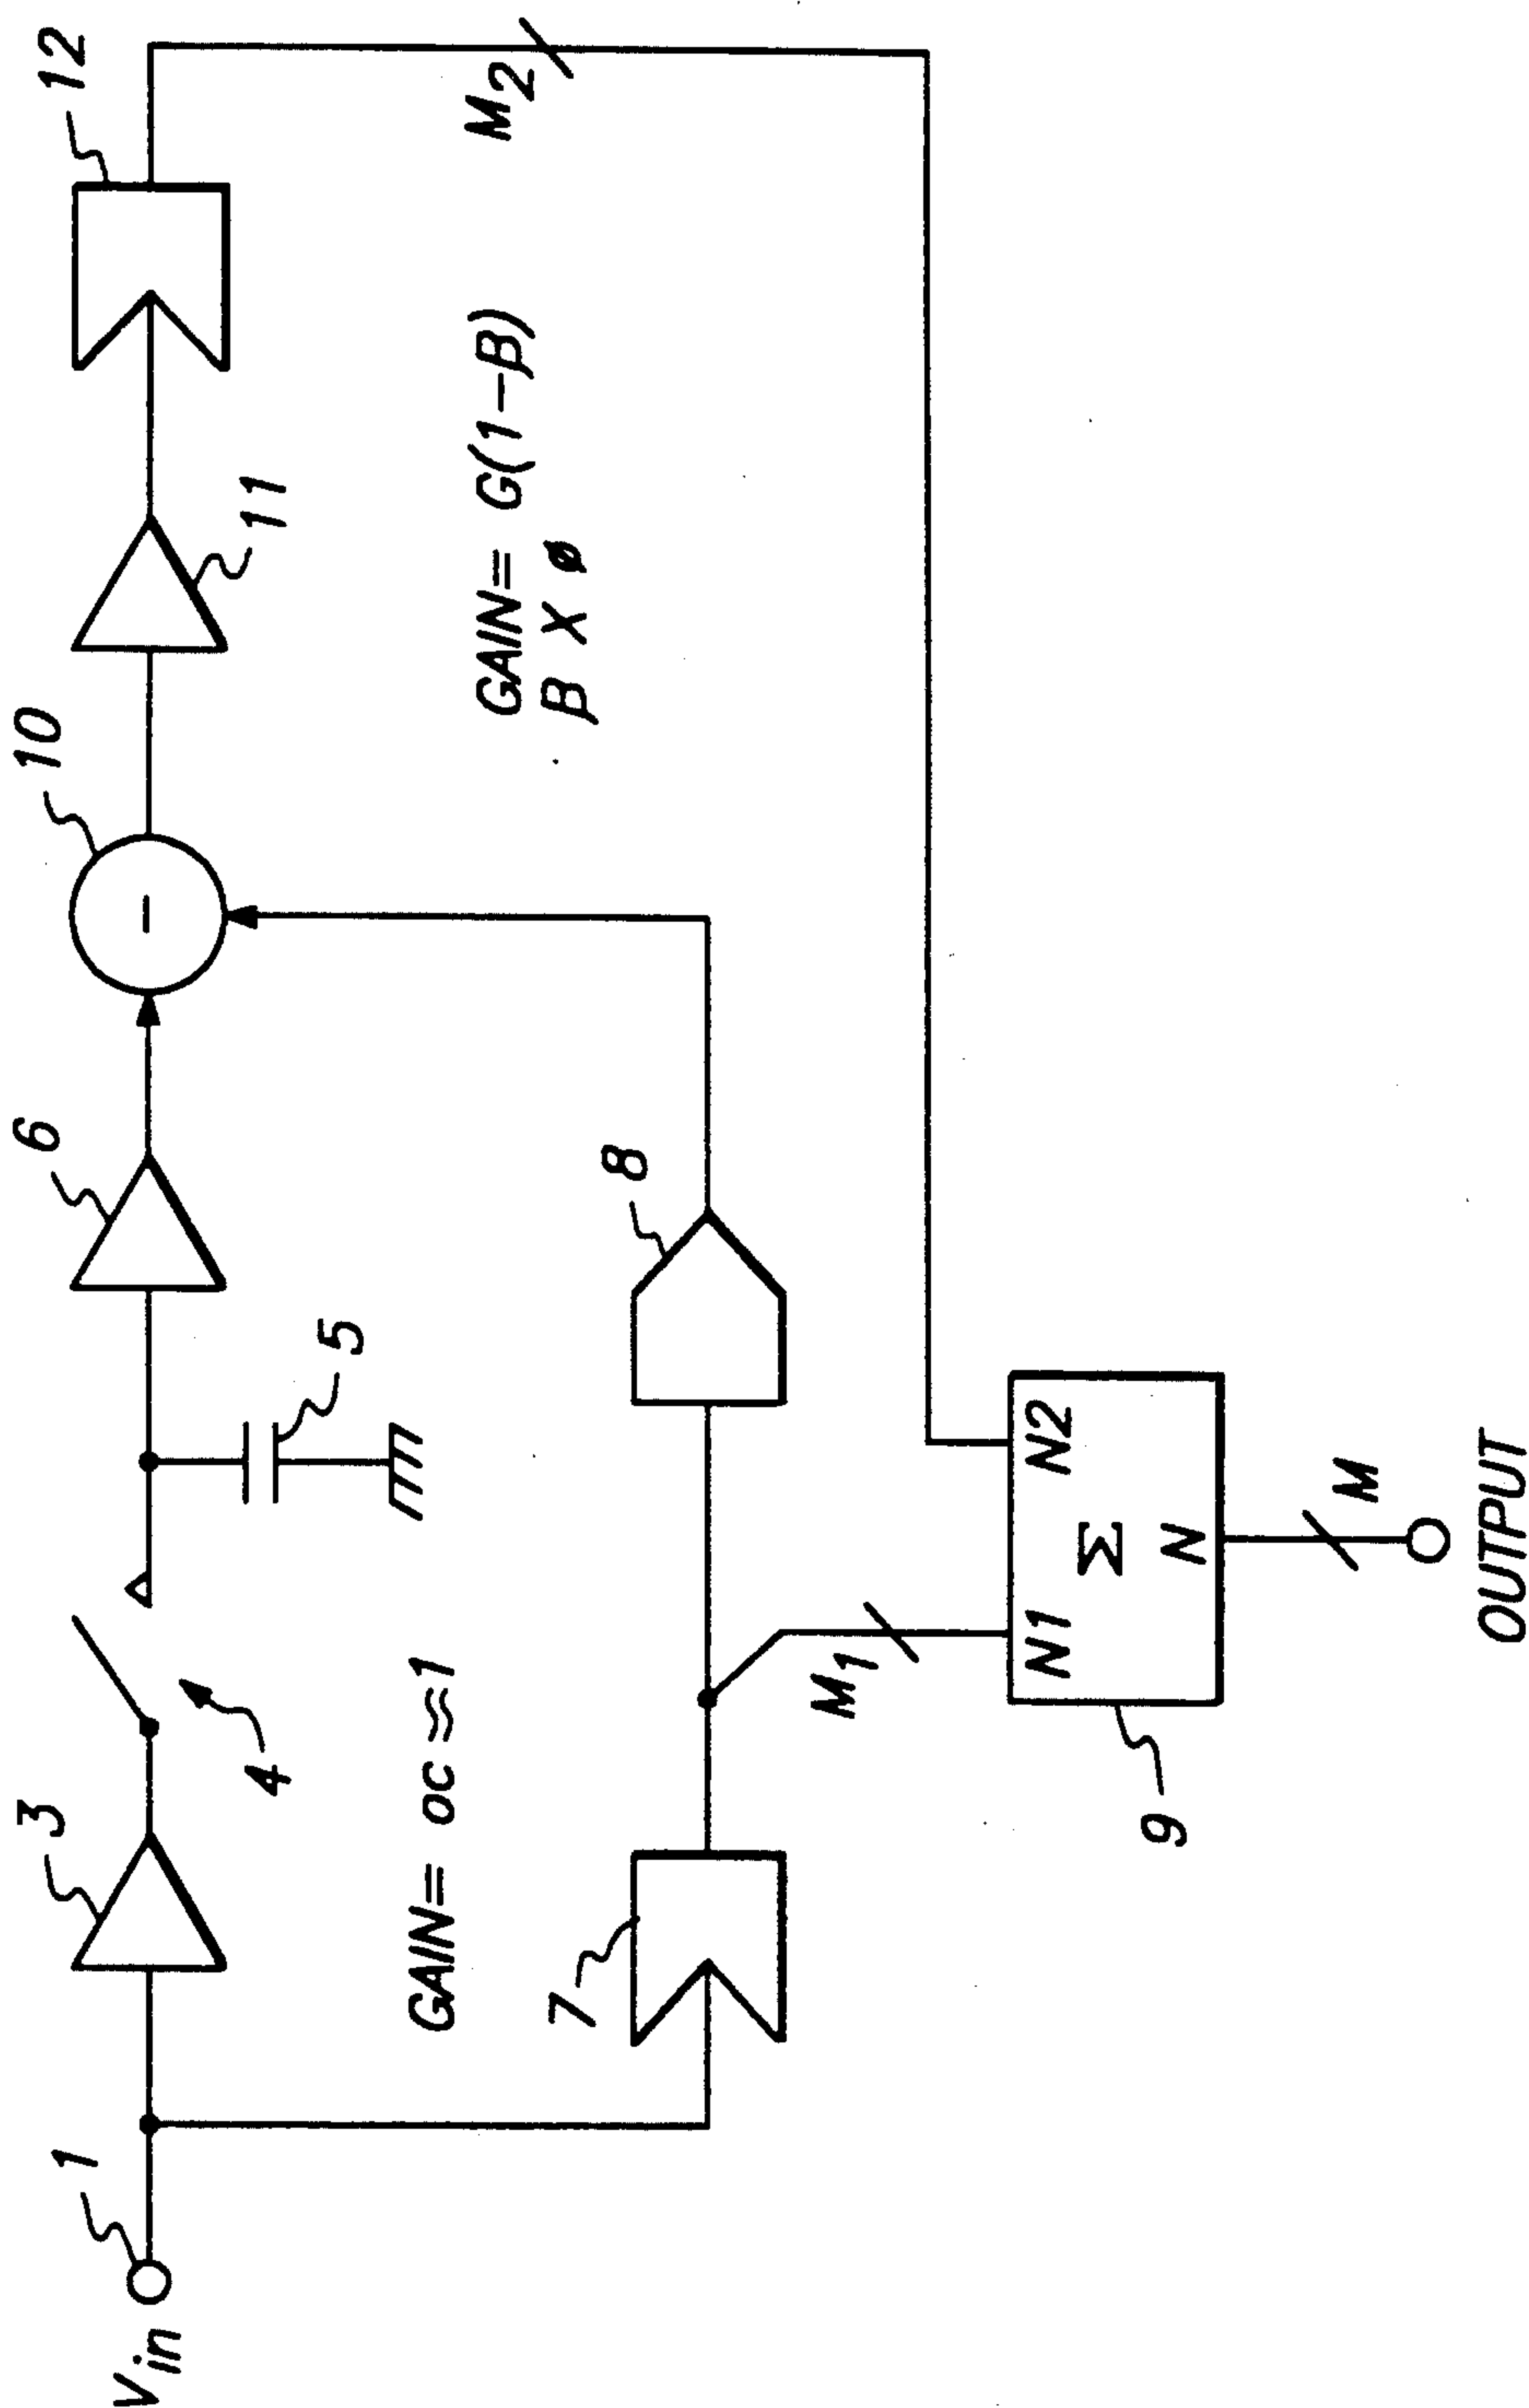 Vin
1
3
4
5
6
10
11
12
GAIN= oc ≈1
GAIN= G(1-B)
B X ø
7
8
M1
M2
N1
N2
Σ
N
9
M
OUTPUT